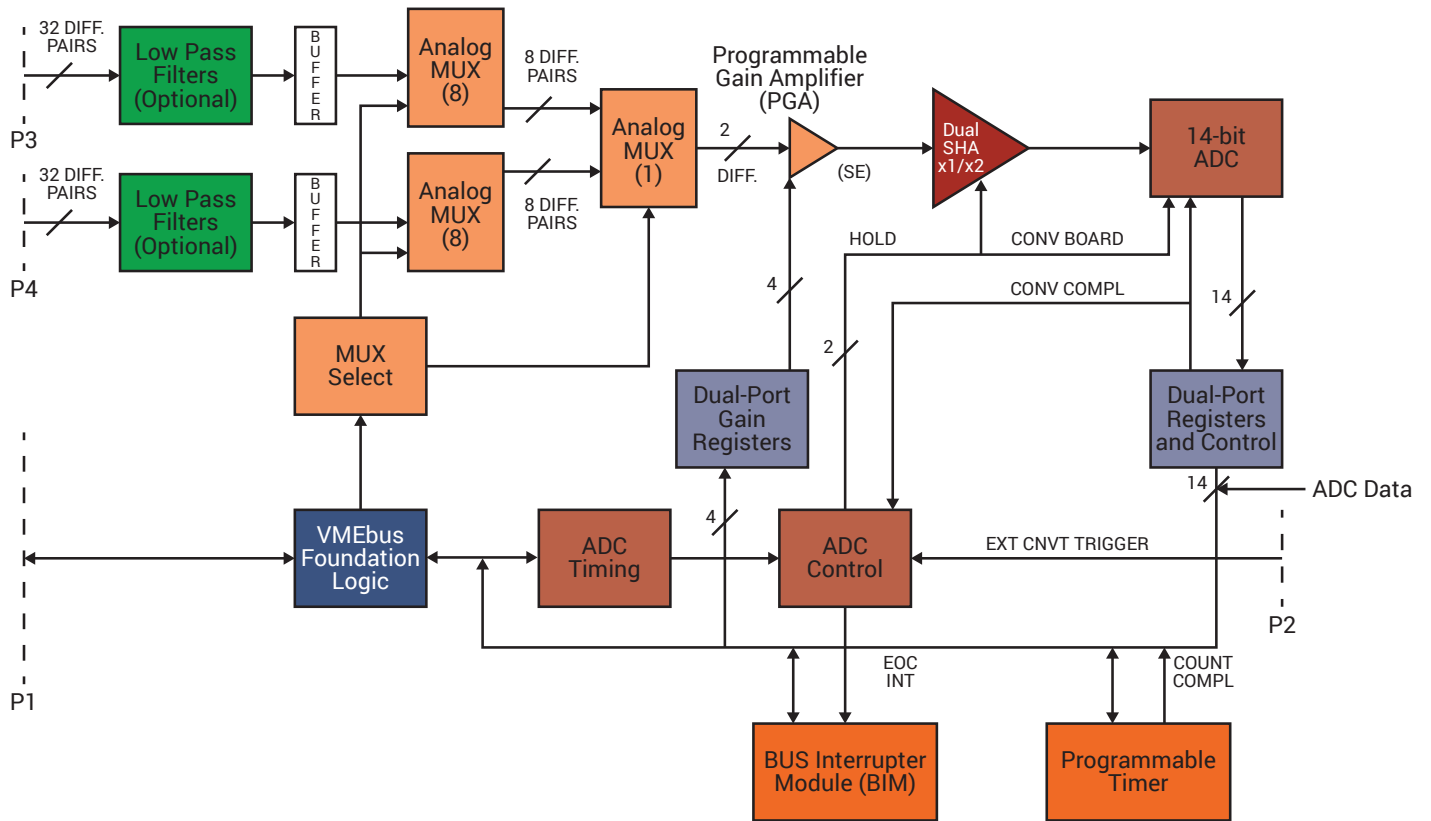 32 DIFF.
PAIRS
Low Pass
Filters
(Optional)
B
U
F
F
E
R
Analog
MUX
(8)
8 DIFF.
PAIRS
P3
32 DIFF.
PAIRS
Low Pass
Filters
(Optional)
B
U
F
F
E
R
Analog
MUX
(8)
8 DIFF.
PAIRS
P4
Analog
MUX
(1)
2
DIFF.
Programmable
Gain Amplifier
(PGA)
(SE)
Dual
SHA
x1/x2
14-bit
ADC
HOLD
CONV BOARD
CONV COMPL
4
2
14
MUX
Select
Dual-Port
Gain
Registers
Dual-Port
Registers
and Control
14
ADC Data
4
VMEbus
Foundation
Logic
ADC
Timing
ADC
Control
EXT CNVT TRIGGER
P2
P1
EOC
INT
COUNT
COMPL
BUS Interrupter
Module (BIM)
Programmable
Timer